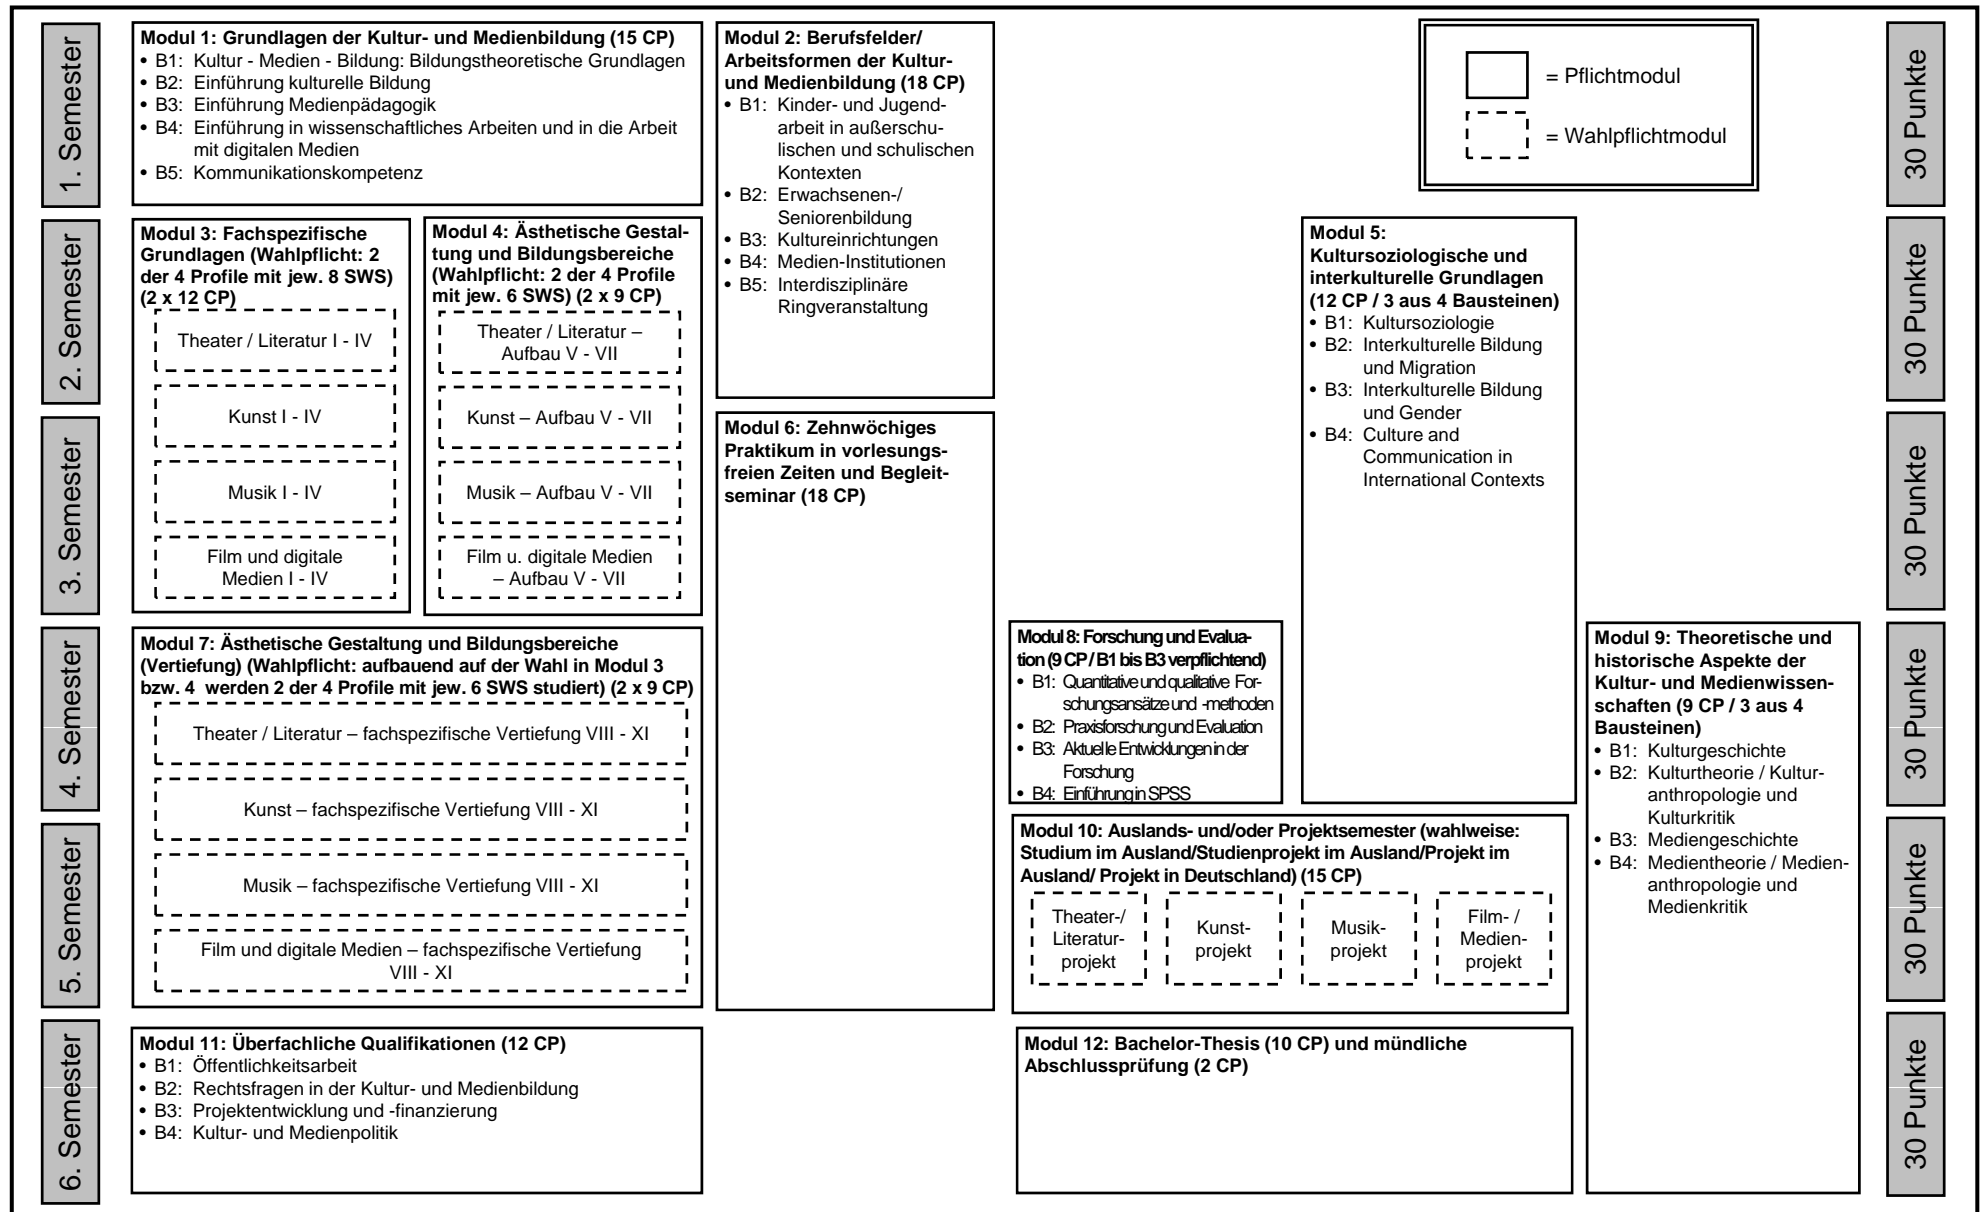 1. Semester
Modul 1: Grundlagen der Kultur- und Medienbildung (15 CP)
• B1: Kultur - Medien - Bildung: Bildungstheoretische Grundlagen
• B2: Einführung kulturelle Bildung
• B3: Einführung Medienpädagogik
• B4: Einführung in wissenschaftliches Arbeiten und in die Arbeit
mit digitalen Medien
• B5: Kommunikationskompetenz
Modul 2: Berufsfelder/
Arbeitsformen der Kultur-
und Medienbildung (18 CP)
• B1: Kinder- und Jugend-
arbeit in außerschu-
lischen und schulischen
Kontexten
• B2: Erwachsenen-/
Seniorenbildung
• B3: Kultureinrichtungen
• B4: Medien-Institutionen
• B5: Interdisziplinäre
Ringveranstaltung
= Pflichtmodul
= Wahlpflichtmodul
30 Punkte
2. Semester
Modul 3: Fachspezifische
Grundlagen (Wahlpflicht: 2
der 4 Profile mit jew. 8 SWS)
(2 x 12 CP)
Theater / Literatur I - IV
Kunst I - IV
Musik I - IV
Film und digitale
Medien I - IV
Modul 4: Ästhetische Gestal-
tung und Bildungsbereiche
(Wahlpflicht: 2 der 4 Profile
mit jew. 6 SWS) (2 x 9 CP)
Theater / Literatur –
Aufbau V - VII
Kunst – Aufbau V - VII
Musik – Aufbau V - VII
Film u. digitale Medien
– Aufbau V - VII
Modul 5:
Kultursoziologische und
interkulturelle Grundlagen
(12 CP / 3 aus 4 Bausteinen)
• B1: Kultursoziologie
• B2: Interkulturelle Bildung
und Migration
• B3: Interkulturelle Bildung
und Gender
• B4: Culture and
Communication in
International Contexts
30 Punkte
3. Semester
Modul 6: Zehnwöchiges
Praktikum in vorlesungs-
freien Zeiten und Begleit-
seminar (18 CP)
30 Punkte
4. Semester
Modul 7: Ästhetische Gestaltung und Bildungsbereiche
(Vertiefung) (Wahlpflicht: aufbauend auf der Wahl in Modul 3
bzw. 4 werden 2 der 4 Profile mit jew. 6 SWS studiert) (2 x 9 CP)
Theater / Literatur – fachspezifische Vertiefung VIII - XI
Kunst – fachspezifische Vertiefung VIII - XI
Musik – fachspezifische Vertiefung VIII - XI
Film und digitale Medien – fachspezifische Vertiefung
VIII - XI
Modul 8: Forschung und Evalua-
tion (9 CP / B1 bis B3 verpflichtend)
• B1: Quantitative und qualitative For-
schungsansätze und -methoden
• B2: Praxisforschung und Evaluation
• B3: Aktuelle Entwicklungen in der
Forschung
• B4: Einführung in SPSS
Modul 9: Theoretische und
historische Aspekte der
Kultur- und Medienwissen-
schaften (9 CP / 3 aus 4
Bausteinen)
• B1: Kulturgeschichte
• B2: Kulturtheorie / Kultur-
anthropologie und
Kulturkritik
• B3: Mediengeschichte
• B4: Medientheorie / Medien-
anthropologie und
Medienkritik
30 Punkte
5. Semester
Modul 10: Auslands- und/oder Projektsemester (wahlweise:
Studium im Ausland/Studienprojekt im Ausland/Projekt im
Ausland/ Projekt in Deutschland) (15 CP)
Theater-/
Literatur-
projekt
Kunst-
projekt
Musik-
projekt
Film- /
Medien-
projekt
30 Punkte
6. Semester
Modul 11: Überfachliche Qualifikationen (12 CP)
• B1: Öffentlichkeitsarbeit
• B2: Rechtsfragen in der Kultur- und Medienbildung
• B3: Projektentwicklung und -finanzierung
• B4: Kultur- und Medienpolitik
Modul 12: Bachelor-Thesis (10 CP) und mündliche
Abschlussprüfung (2 CP)
30 Punkte